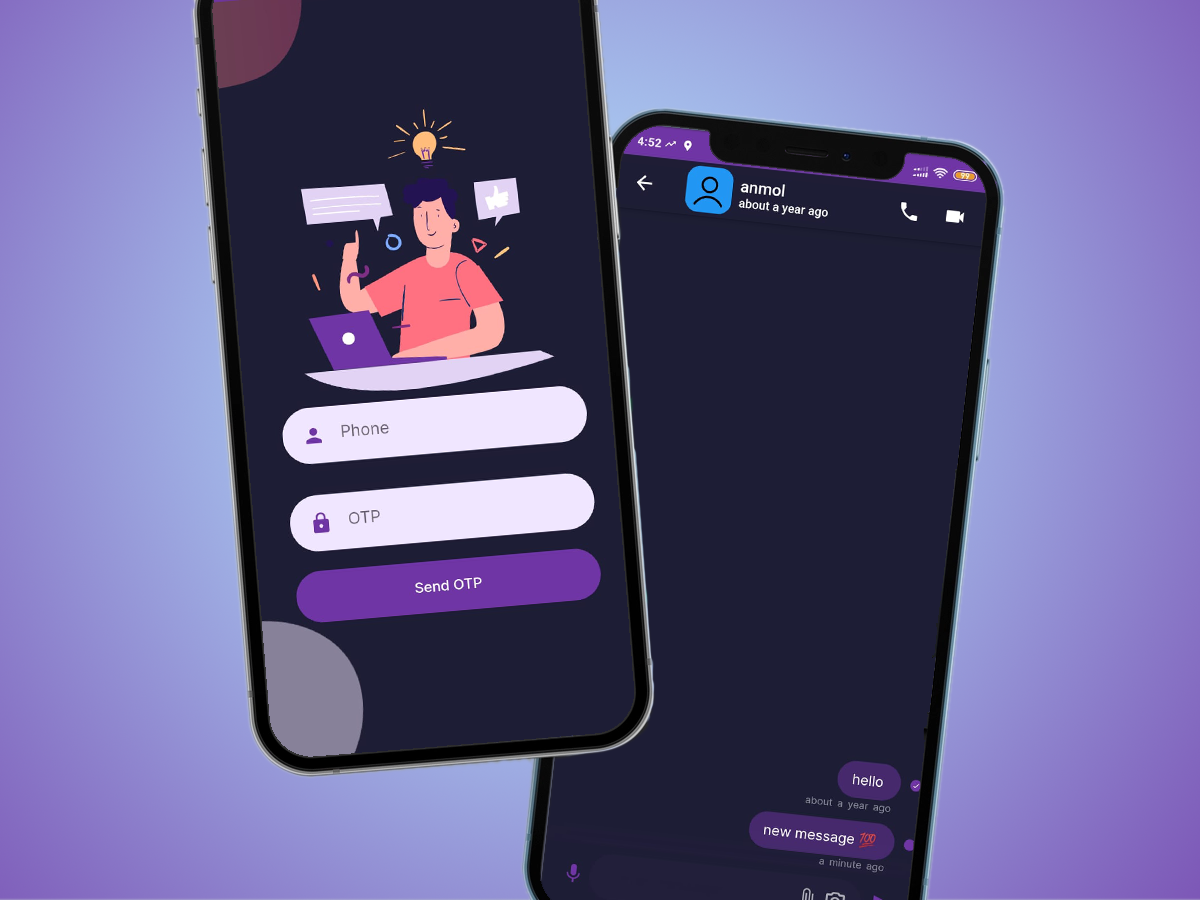 Phone
OTP
Send OTP
4:52
99
anmol
about a year ago
hello
about a year ago
new message 💯
a minute ago